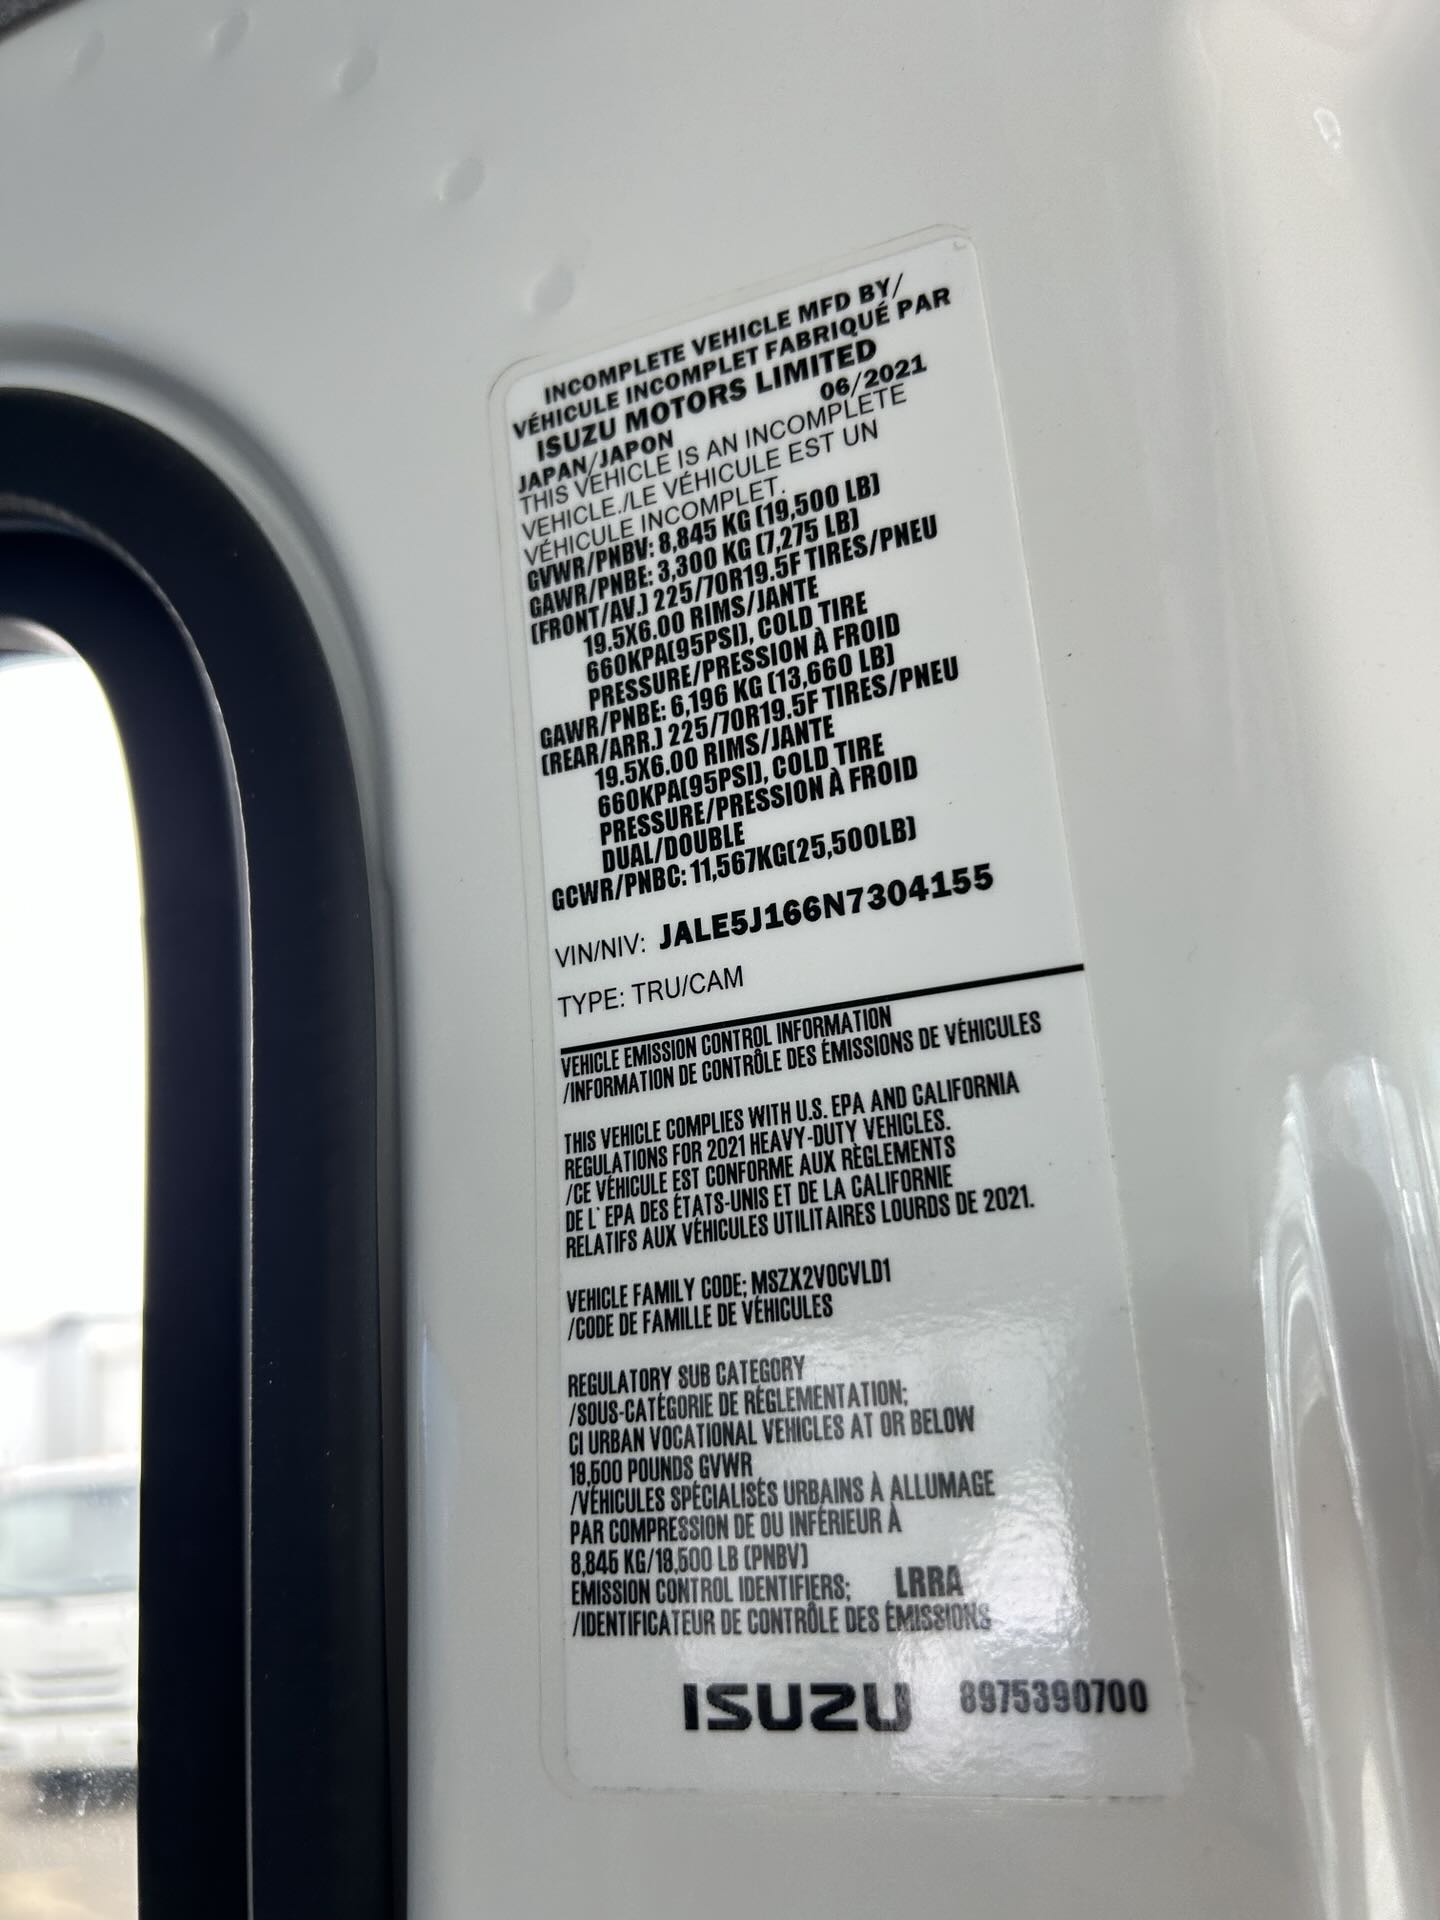 INCOMPLETE VEHICLE MFD BY/
VÉHICULE INCOMPLET FABRIQUÉ PAR
ISUZU MOTORS LIMITED
JAPAN/JAPON 06/2021
THIS VEHICLE IS AN INCOMPLETE
VEHICLE./LE VÉHICULE EST UN
VÉHICULE INCOMPLET.
GVWR/PNBV: 8,845 KG (19,500 LB)
GAWR/PNBE: 3,300 KG (7,275 LB)
(FRONT/AV.) 225/70R19.5F TIRES/PNEU
19.5X6.00 RIMS/JANTE
660KPA(95PSI), COLD TIRE
PRESSURE/PRESSION À FROID
GAWR/PNBE: 6,196 KG (13,660 LB)
(REAR/ARR.) 225/70R19.5F TIRES/PNEU
19.5X6.00 RIMS/JANTE
660KPA(95PSI), COLD TIRE
PRESSURE/PRESSION À FROID
DUAL/DOUBLE
GCWR/PNBC: 11,567KG(25,500LB)
VIN/NIV: JALE5J166N7304155
TYPE: TRU/CAM
VEHICLE EMISSION CONTROL INFORMATION
/INFORMATION DE CONTRÔLE DES ÉMISSIONS DE VÉHICULES
THIS VEHICLE COMPLIES WITH U.S. EPA AND CALIFORNIA
REGULATIONS FOR 2021 HEAVY-DUTY VEHICLES.
/CE VÉHICULE EST CONFORME AUX RÈGLEMENTS
DE L'EPA DES ÉTATS-UNIS ET DE LA CALIFORNIE
RELATIFS AUX VÉHICULES UTILITAIRES LOURDS DE 2021.
VEHICLE FAMILY CODE; MSZX2VOCVLD1
/CODE DE FAMILLE DE VÉHICULES
REGULATORY SUB CATEGORY
/SOUS-CATÉGORIE DE RÉGLEMENTATION;
CI URBAN VOCATIONAL VEHICLES AT OR BELOW
19,500 POUNDS GVWR
/VÉHICULES SPÉCIALISÉS URBAINS À ALLUMAGE
PAR COMPRESSION DE OU INFÉRIEUR À
8,845 KG/19,500 LB (PNBV)
EMISSION CONTROL IDENTIFIERS; LRRA
/IDENTIFICATEUR DE CONTRÔLE DES ÉMISSIONS
ISUZU 8975390700